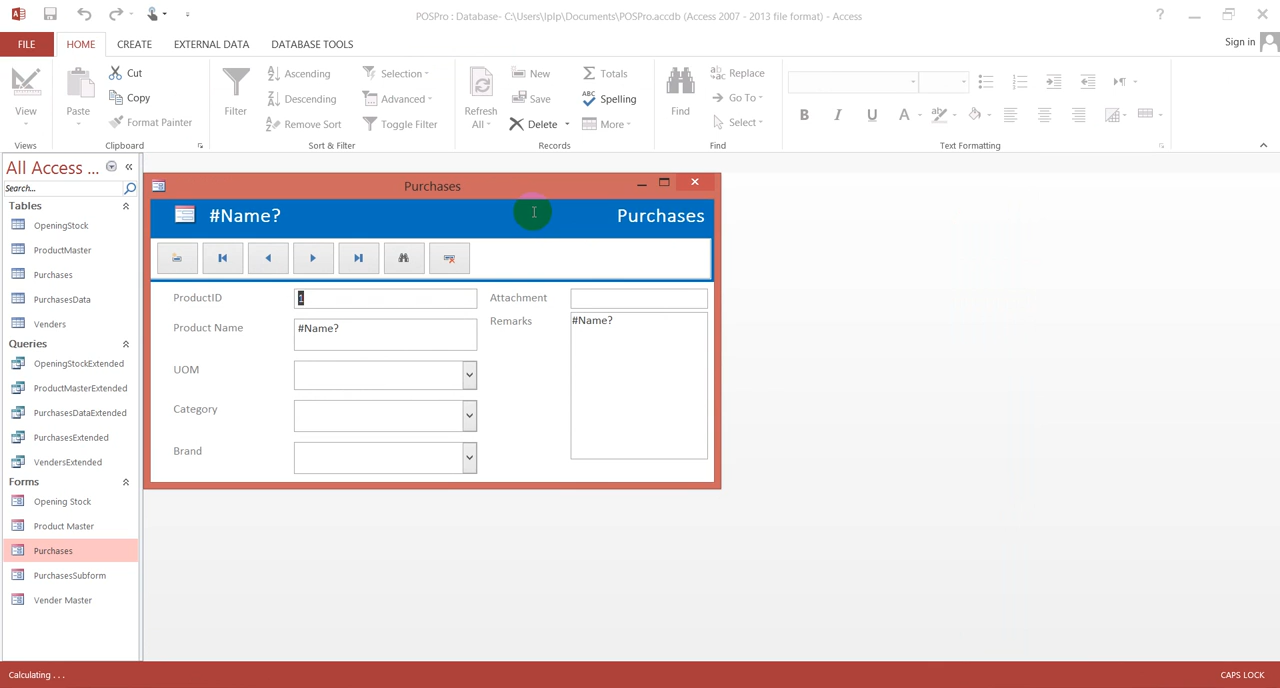 POSPro : Database- C:\Users\lplp\Documents\POSPro.accdb (Access 2007 - 2013 file format) - Access
?
FILE HOME CREATE EXTERNAL DATA DATABASE TOOLS Sign in
View
Views
Paste
Cut
Copy
Format Painter
Clipboard
Filter
Ascending
Descending
Remove Sort
Selection
Advanced
Toggle Filter
Sort & Filter
Refresh
All
New
Save
Delete
Totals
Spelling
More
Records
Find
Replace
Go To
Select
Find
B I U A
Text Formatting
All Access ...
Search...
Tables
OpeningStock
ProductMaster
Purchases
PurchasesData
Venders
Queries
OpeningStockExtended
ProductMasterExtended
PurchasesDataExtended
PurchasesExtended
VendersExtended
Forms
Opening Stock
Product Master
Purchases
PurchasesSubform
Vender Master
Purchases
#Name? Purchases
ProductID 1
Product Name #Name?
UOM
Category
Brand
Attachment
Remarks #Name?
Calculating . . . CAPS LOCK